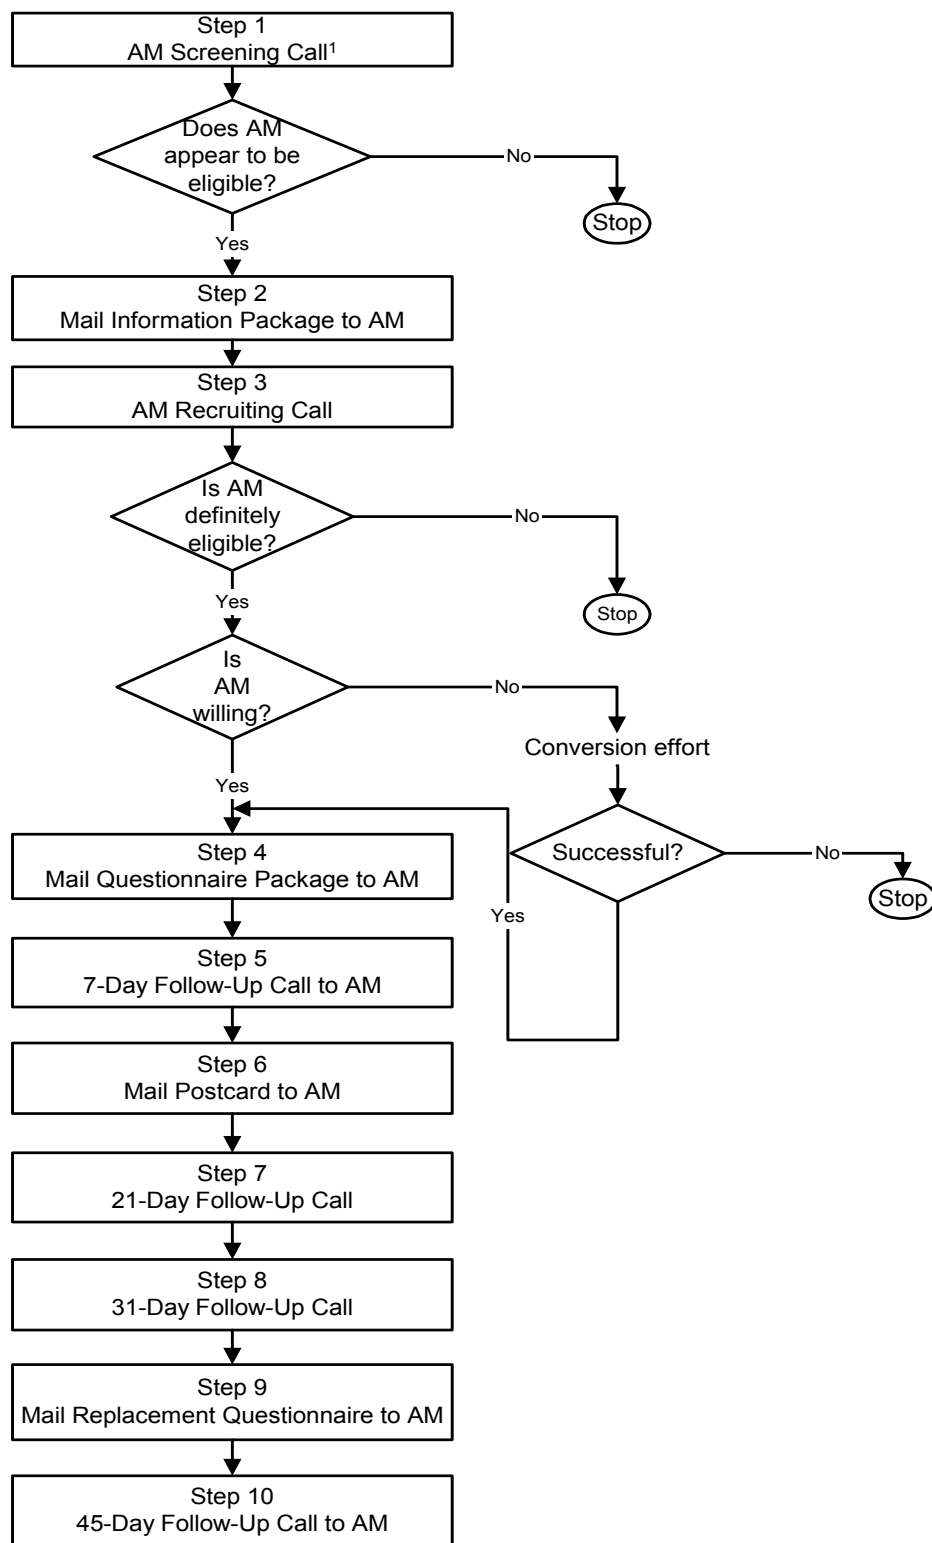 Step 1
AM Screening Call¹
Does AM
appear to be
eligible?
No
Stop
Yes
Step 2
Mail Information Package to AM
Step 3
AM Recruiting Call
Is AM
definitely
eligible?
No
Stop
Yes
Is
AM
willing?
No
Conversion effort
Yes
Successful?
No
Stop
Yes
Step 4
Mail Questionnaire Package to AM
Step 5
7-Day Follow-Up Call to AM
Step 6
Mail Postcard to AM
Step 7
21-Day Follow-Up Call
Step 8
31-Day Follow-Up Call
Step 9
Mail Replacement Questionnaire to AM
Step 10
45-Day Follow-Up Call to AM